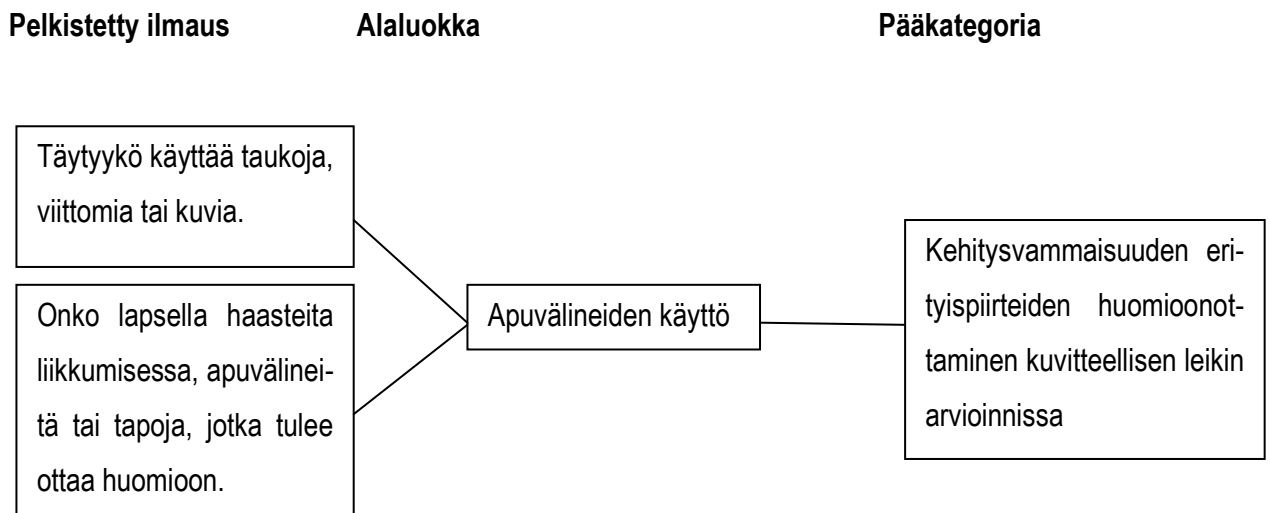 Pelkistetty ilmaus Alaluokka Pääkategoria
Täytyykö käyttää taukoja,
viittomia tai kuvia.
Onko lapsella haasteita
liikkumisessa, apuvälinei-
tä tai tapoja, jotka tulee
ottaa huomioon.
Apuvälineiden käyttö
Kehitysvammaisuuden eri-
tyispiirteiden huomioonot-
taminen kuvitteellisen leikin
arvioinnissa